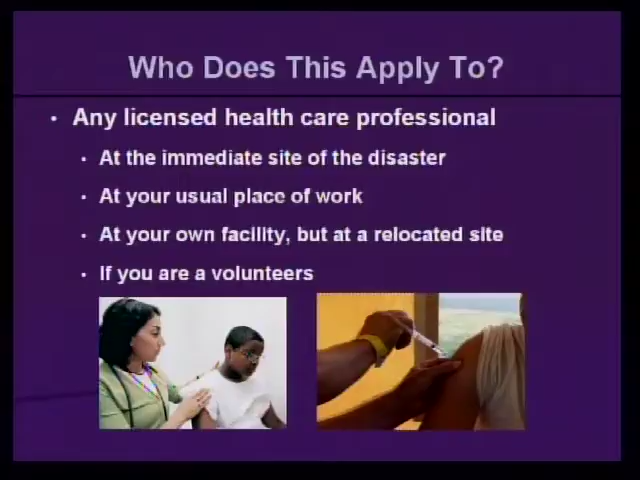 Who Does This Apply To?
• Any licensed health care professional
• At the immediate site of the disaster
• At your usual place of work
• At your own facility, but at a relocated site
• If you are a volunteers